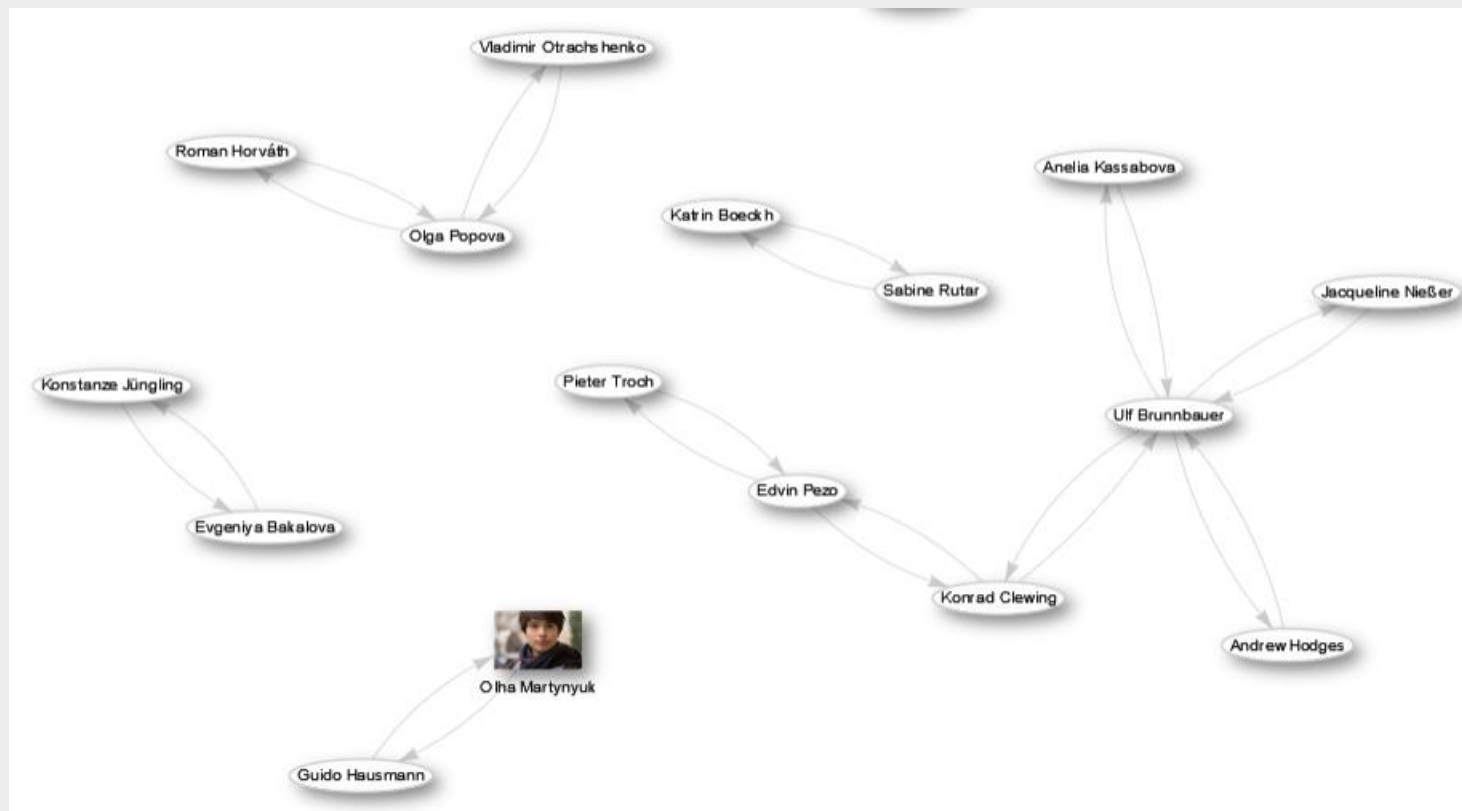 Vladimir Otrachshenko
Roman Horváth
Anelia Kassabova
Katrin Boeckh
Olga Popova
Sabine Rutar
Jacqueline Nießer
Konstanze Jüngling
Pieter Troch
Ulf Brunnbauer
Edvin Pezo
Evgeniya Bakalova
Konrad Clewing
Andrew Hodges
Olha Martynyuk
Guido Hausmann